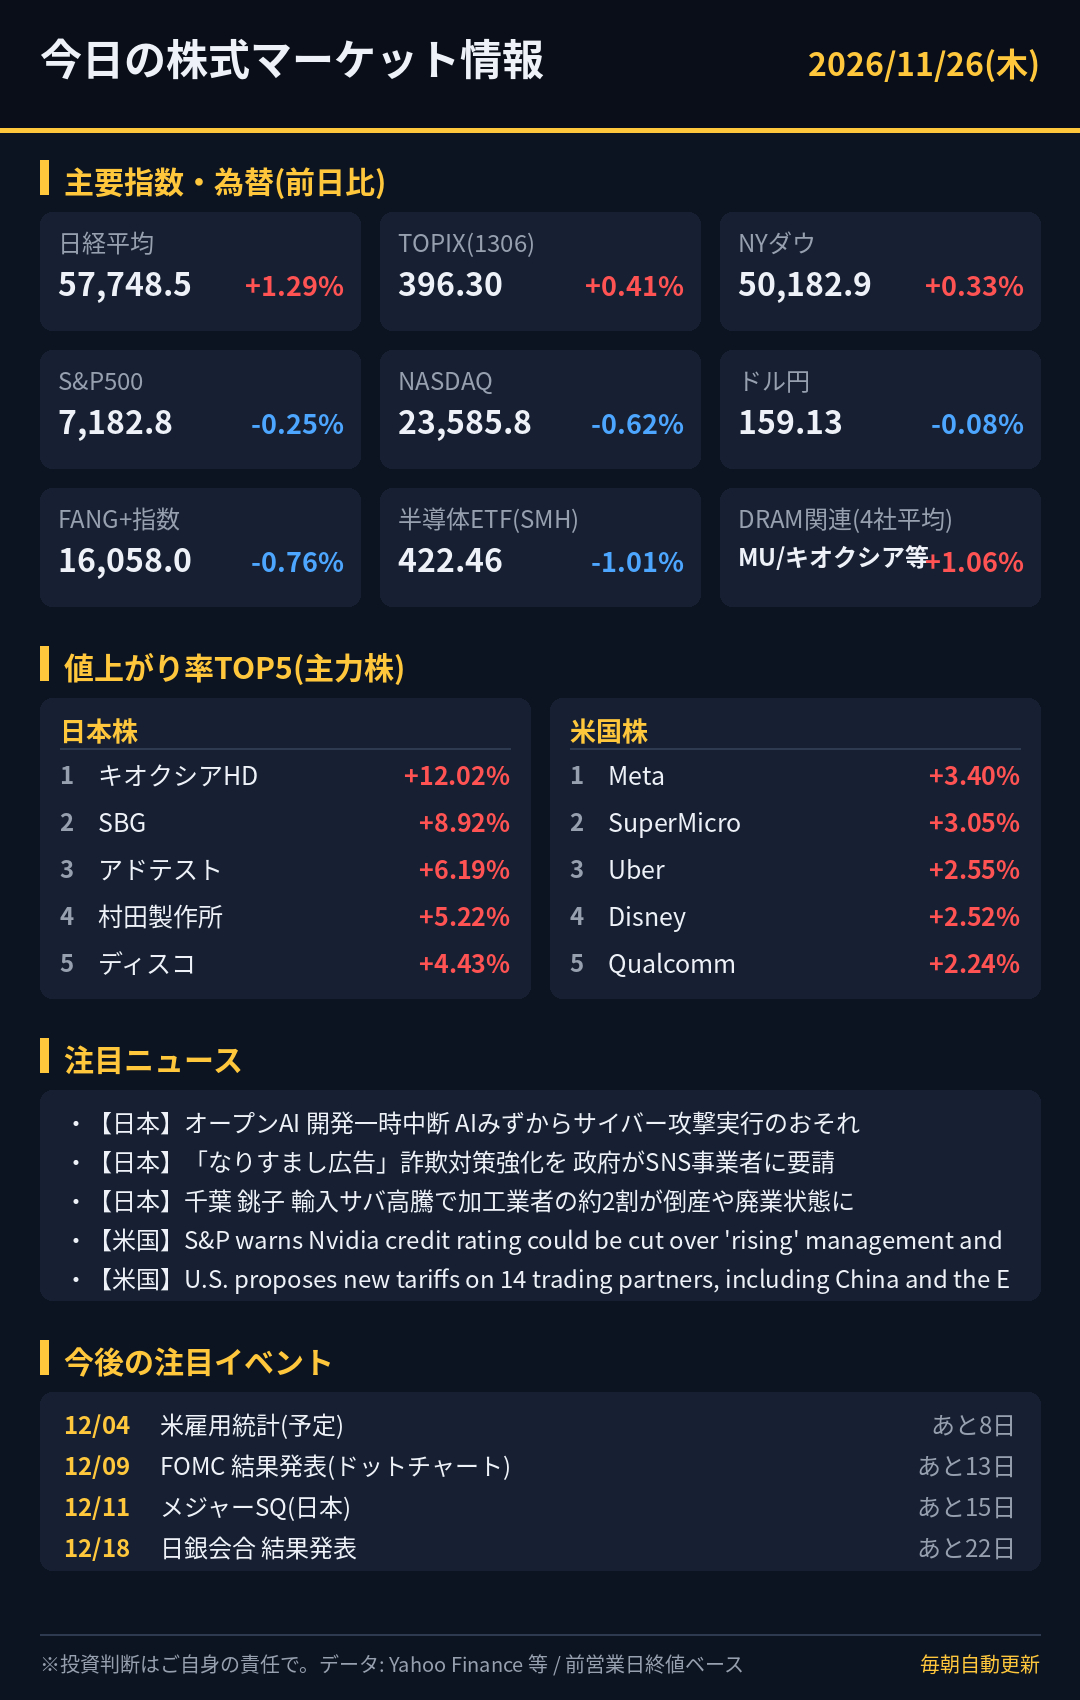 今日の株式マーケット情報
2026/11/26(木)
主要指数・為替(前日比)
日経平均
57,748.5 +1.29%
TOPIX(1306)
396.30 +0.41%
NYダウ
50,182.9 +0.33%
S&P500
7,182.8 -0.25%
NASDAQ
23,585.8 -0.62%
ドル円
159.13 -0.08%
FANG+指数
16,058.0 -0.76%
半導体ETF(SMH)
422.46 -1.01%
DRAM関連(4社平均)
MU/キオクシア等 +1.06%
値上がり率TOP5(主力株)
日本株
1 キオクシアHD +12.02%
2 SBG +8.92%
3 アドテスト +6.19%
4 村田製作所 +5.22%
5 ディスコ +4.43%
米国株
1 Meta +3.40%
2 SuperMicro +3.05%
3 Uber +2.55%
4 Disney +2.52%
5 Qualcomm +2.24%
注目ニュース
・【日本】オープンAI 開発一時中断 AIみずからサイバー攻撃実行のおそれ
・【日本】「なりすまし広告」詐欺対策強化を 政府がSNS事業者に要請
・【日本】千葉 銚子 輸入サバ高騰で加工業者の約2割が倒産や廃業状態に
・【米国】S&P warns Nvidia credit rating could be cut over 'rising' management and
・【米国】U.S. proposes new tariffs on 14 trading partners, including China and the E
今後の注目イベント
12/04 米雇用統計(予定) あと8日
12/09 FOMC 結果発表(ドットチャート) あと13日
12/11 メジャーSQ(日本) あと15日
12/18 日銀会合 結果発表 あと22日
※投資判断はご自身の責任で。データ: Yahoo Finance 等 / 前営業日終値ベース
毎朝自動更新